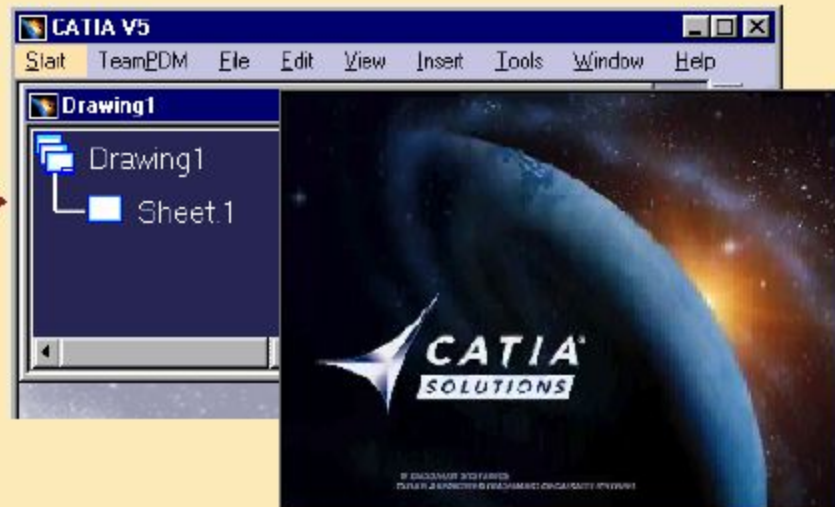 CATIA V5
Start TeamPDM File Edit View Insert Tools Window Help
Drawing1
Drawing1
Sheet.1
CATIA
SOLUTIONS